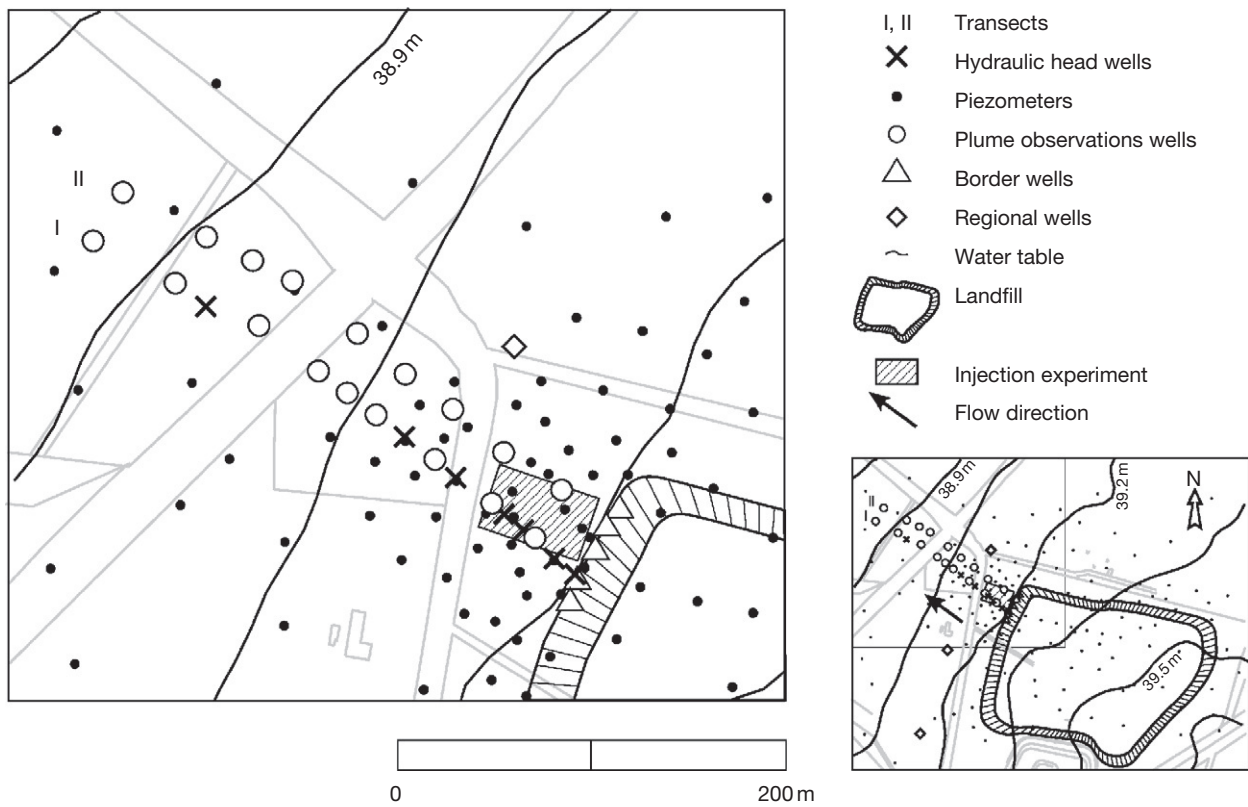 38.9 m
II
I
0
200 m
I, II Transects
Hydraulic head wells
Piezometers
Plume observations wells
Border wells
Regional wells
Water table
Landfill
Injection experiment
Flow direction
38.9 m
39.2 m
N
II
I
39.5 m